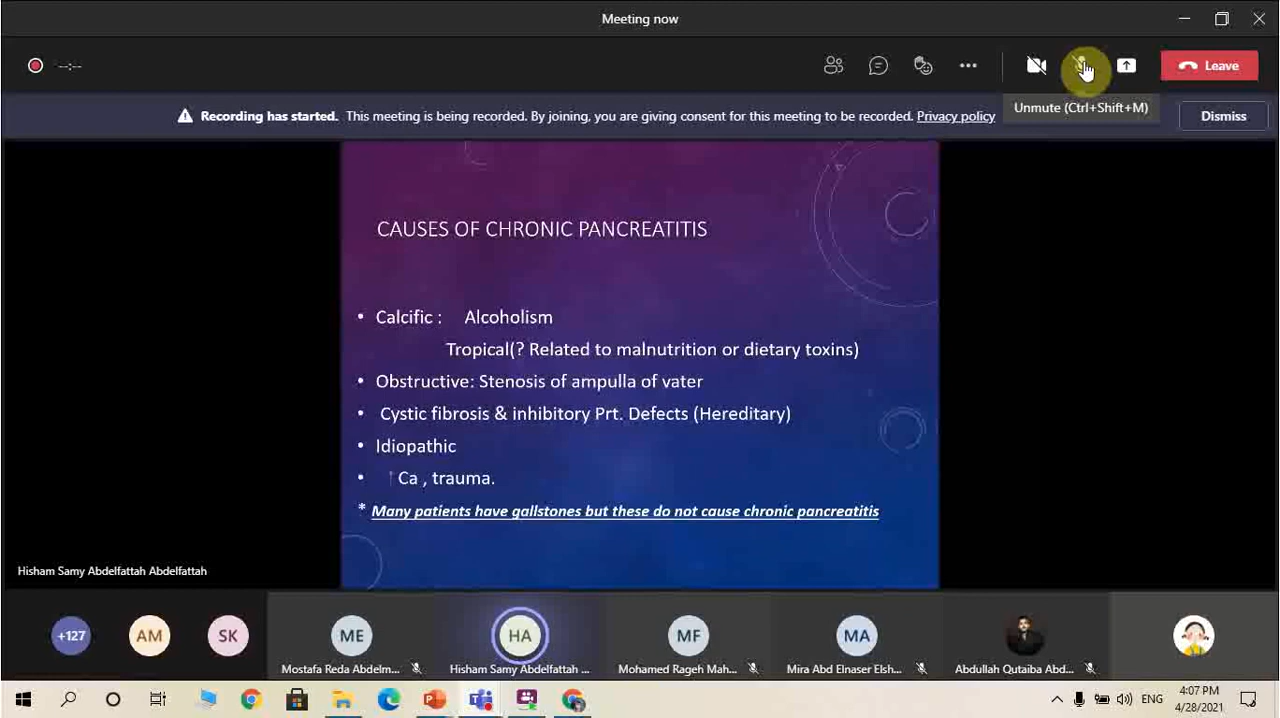 Meeting now
--:--
Leave
Recording has started. This meeting is being recorded. By joining, you are giving consent for this meeting to be recorded. Privacy policy
Unmute (Ctrl+Shift+M)
Dismiss
CAUSES OF CHRONIC PANCREATITIS
• Calcific : Alcoholism
Tropical(? Related to malnutrition or dietary toxins)
• Obstructive: Stenosis of ampulla of vater
• Cystic fibrosis & inhibitory Prt. Defects (Hereditary)
• Idiopathic
• ↑Ca , trauma.
* Many patients have gallstones but these do not cause chronic pancreatitis
Hisham Samy Abdelfattah Abdelfattah
+127 AM SK ME HA MF MA
Mostafa Reda Abdelm... Hisham Samy Abdelfattah ... Mohamed Rageh Mah... Mira Abd Elnaser Elsh... Abdullah Qutaiba Abd...
ENG
4:07 PM
4/28/2021